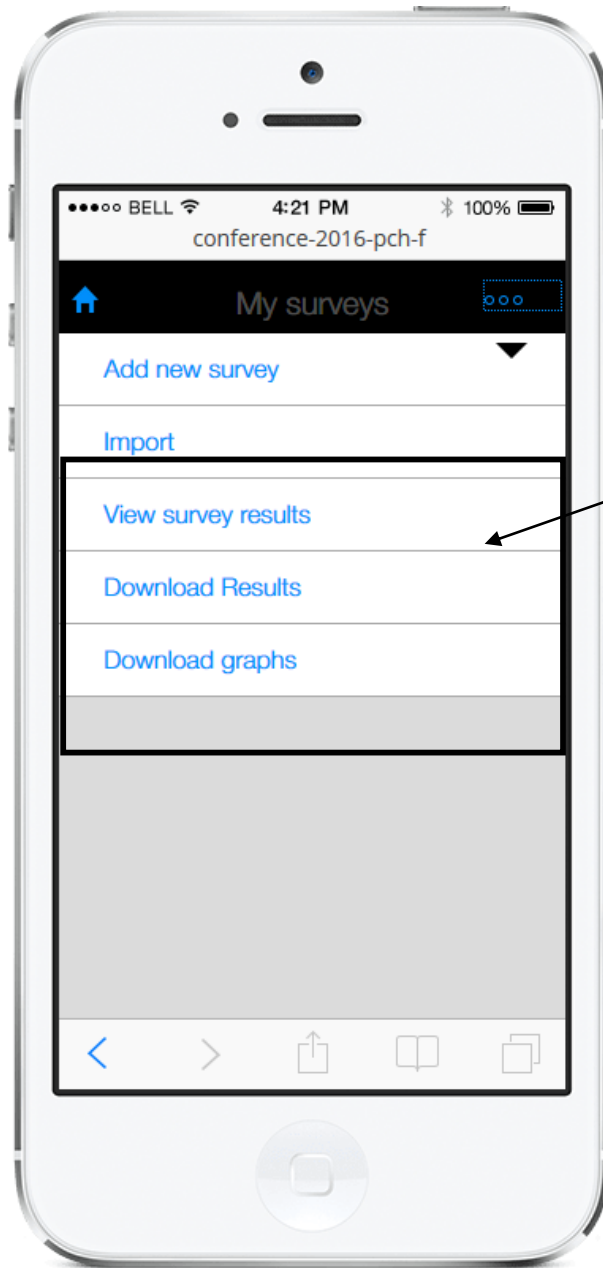 BELL 4:21 PM 100%
conference-2016-pch-f
My surveys
Add new survey
Import
View survey results
Download Results
Download graphs